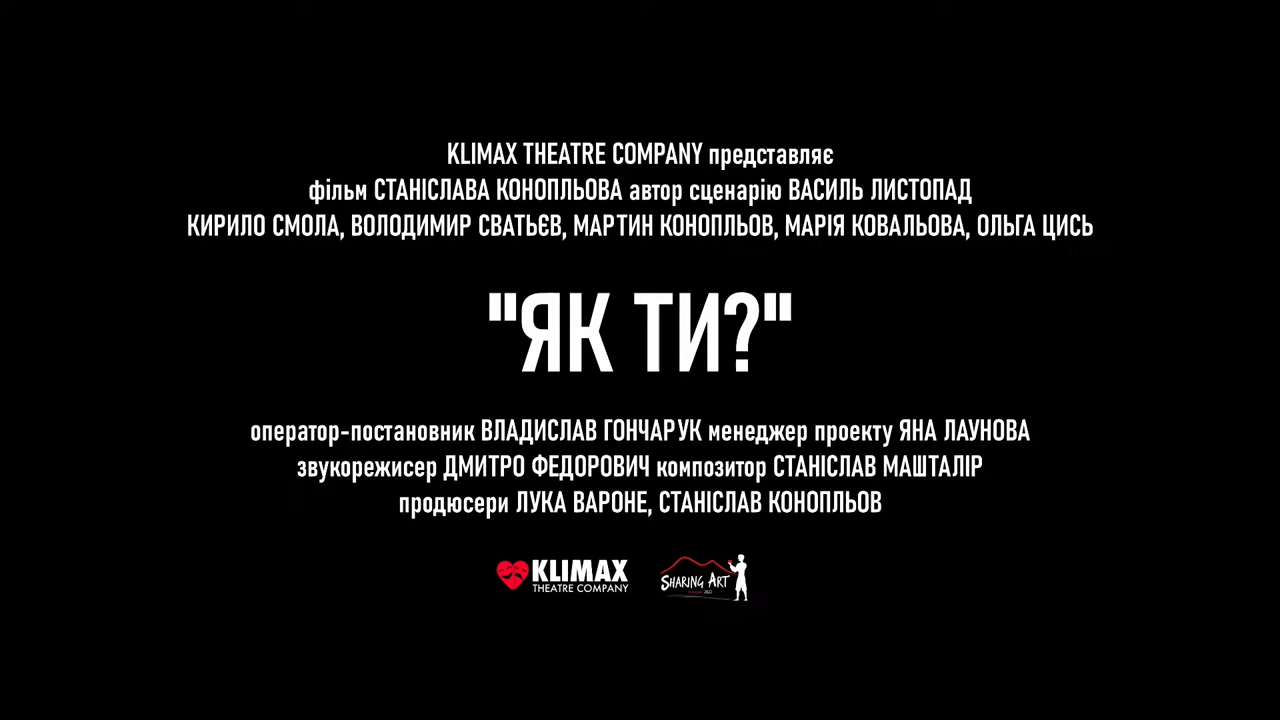 KLIMAX THEATRE COMPANY представляє
фільм СТАНІСЛАВА КОНОПЛЬОВА автор сценарію ВАСИЛЬ ЛИСТОПАД
КИРИЛО СМОЛА, ВОЛОДИМИР СВАТЬЄВ, МАРТИН КОНОПЛЬОВ, МАРІЯ КОВАЛЬОВА, ОЛЬГА ЦИСЬ
"ЯК ТИ?"
оператор-постановник ВЛАДИСЛАВ ГОНЧАРУК менеджер проекту ЯНА ЛАУНОВА
звукорежисер ДМИТРО ФЕДОРОВИЧ композитор СТАНІСЛАВ МАШТАЛІР
продюсери ЛУКА ВАРОНЕ, СТАНІСЛАВ КОНОПЛЬОВ
KLIMAX
THEATRE COMPANY
SHARING ART
2022